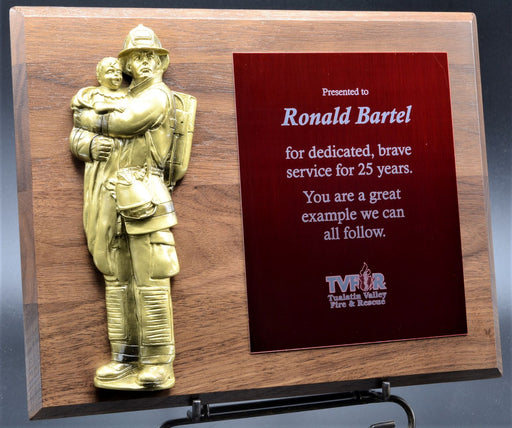 Presented to
Ronald Bartel
for dedicated, brave
service for 25 years.
You are a great
example we can
all follow.
TVF&R
Tualatin Valley
Fire & Rescue